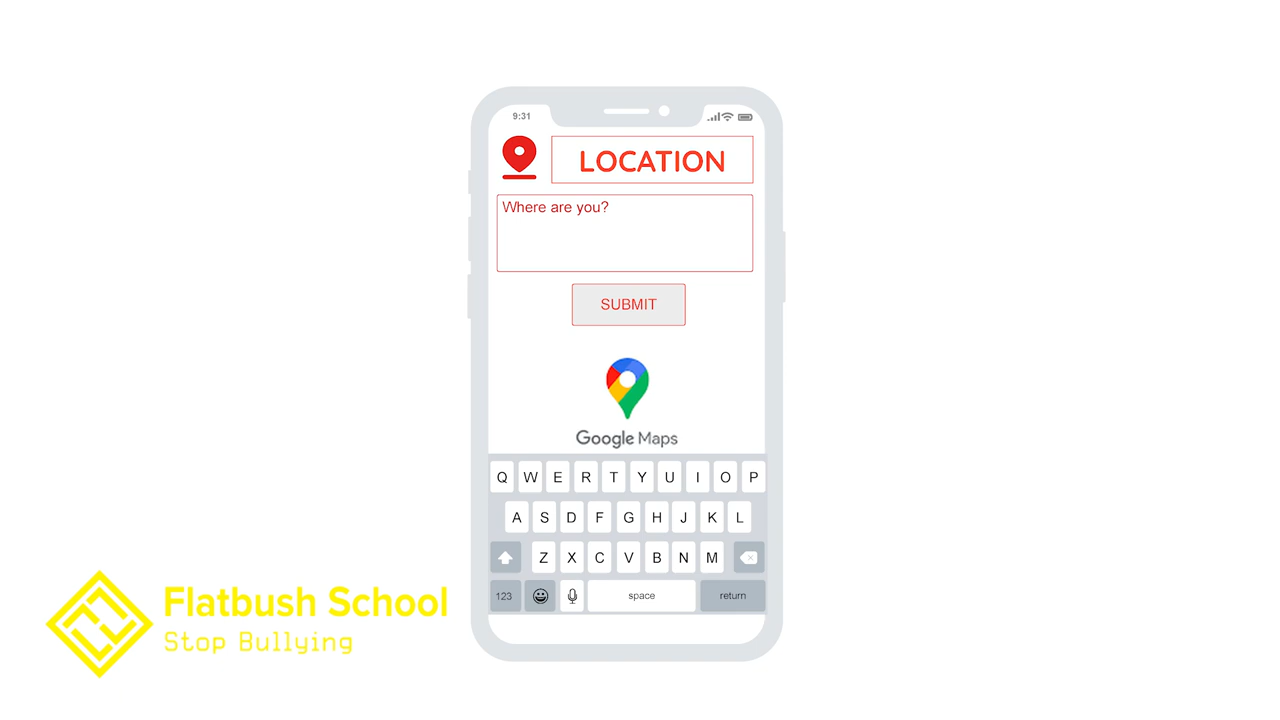 9:31
LOCATION
Where are you?
SUBMIT
Google Maps
Q W E R T Y U I O P
A S D F G H J K L
Z X C V B N M
123 space return
Flatbush School
Stop Bullying